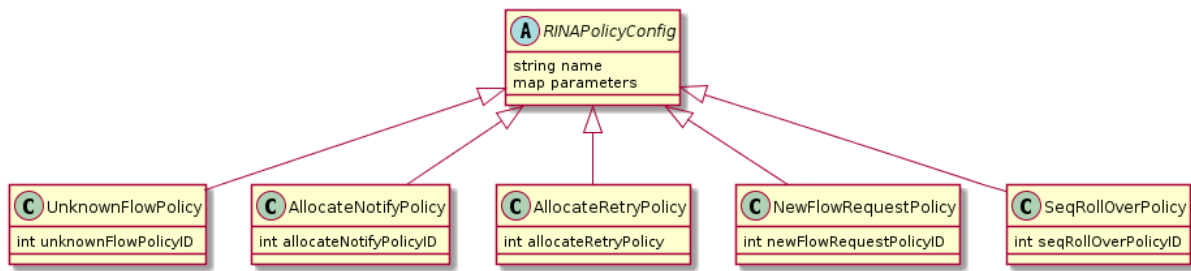 A RINAPolicyConfig
string name
map parameters
C UnknownFlowPolicy
int unknownFlowPolicyID
C AllocateNotifyPolicy
int allocateNotifyPolicyID
C AllocateRetryPolicy
int allocateRetryPolicy
C NewFlowRequestPolicy
int newFlowRequestPolicyID
C SeqRollOverPolicy
int seqRollOverPolicyID